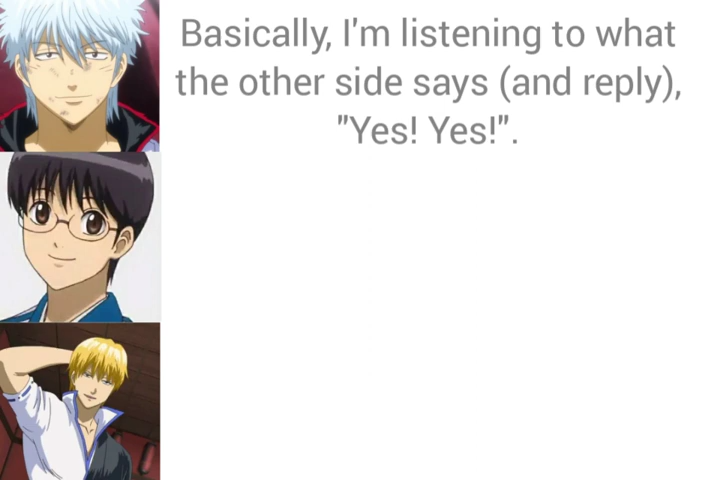 Basically, I'm listening to what
the other side says (and reply),
"Yes! Yes!".